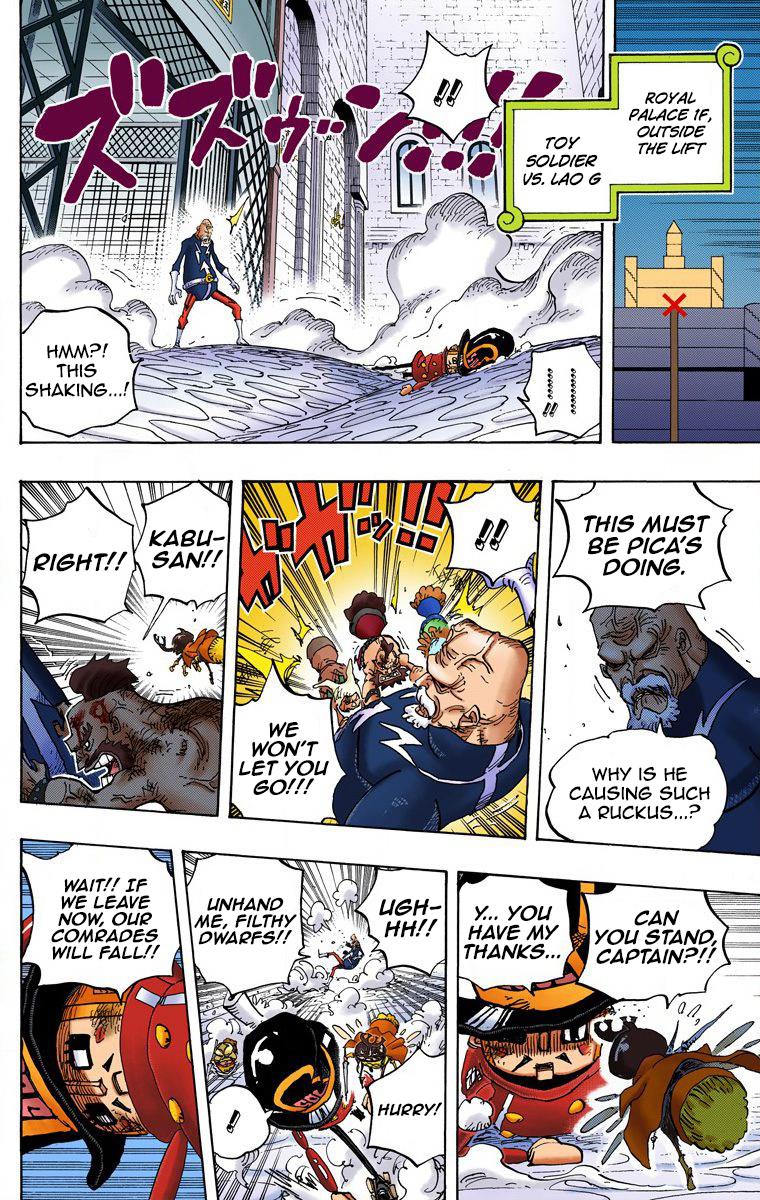 ROYAL
PALACE 1F,
OUTSIDE
THE LIFT
TOY
SOLDIER
VS. LAO G
!!
ズズゥン...!!
HMM?!
THIS
SHAKING...!
..........!!
THIS MUST
BE PICA'S
DOING.
WHY IS HE
CAUSING SUCH
A RUCKUS...?
!!
ガガッ!!
WE
WON'T
LET YOU
GO!!!
KABU-
SAN!!
RIGHT!!
CAN
YOU STAND,
CAPTAIN?!!
Y... YOU
HAVE MY
THANKS...
UGH-
HH!!
UNHAND
ME, FILTHY
DWARFS!!
!!
HURRY!
WAIT!! IF
WE LEAVE
NOW, OUR
COMRADES
WILL FALL!!